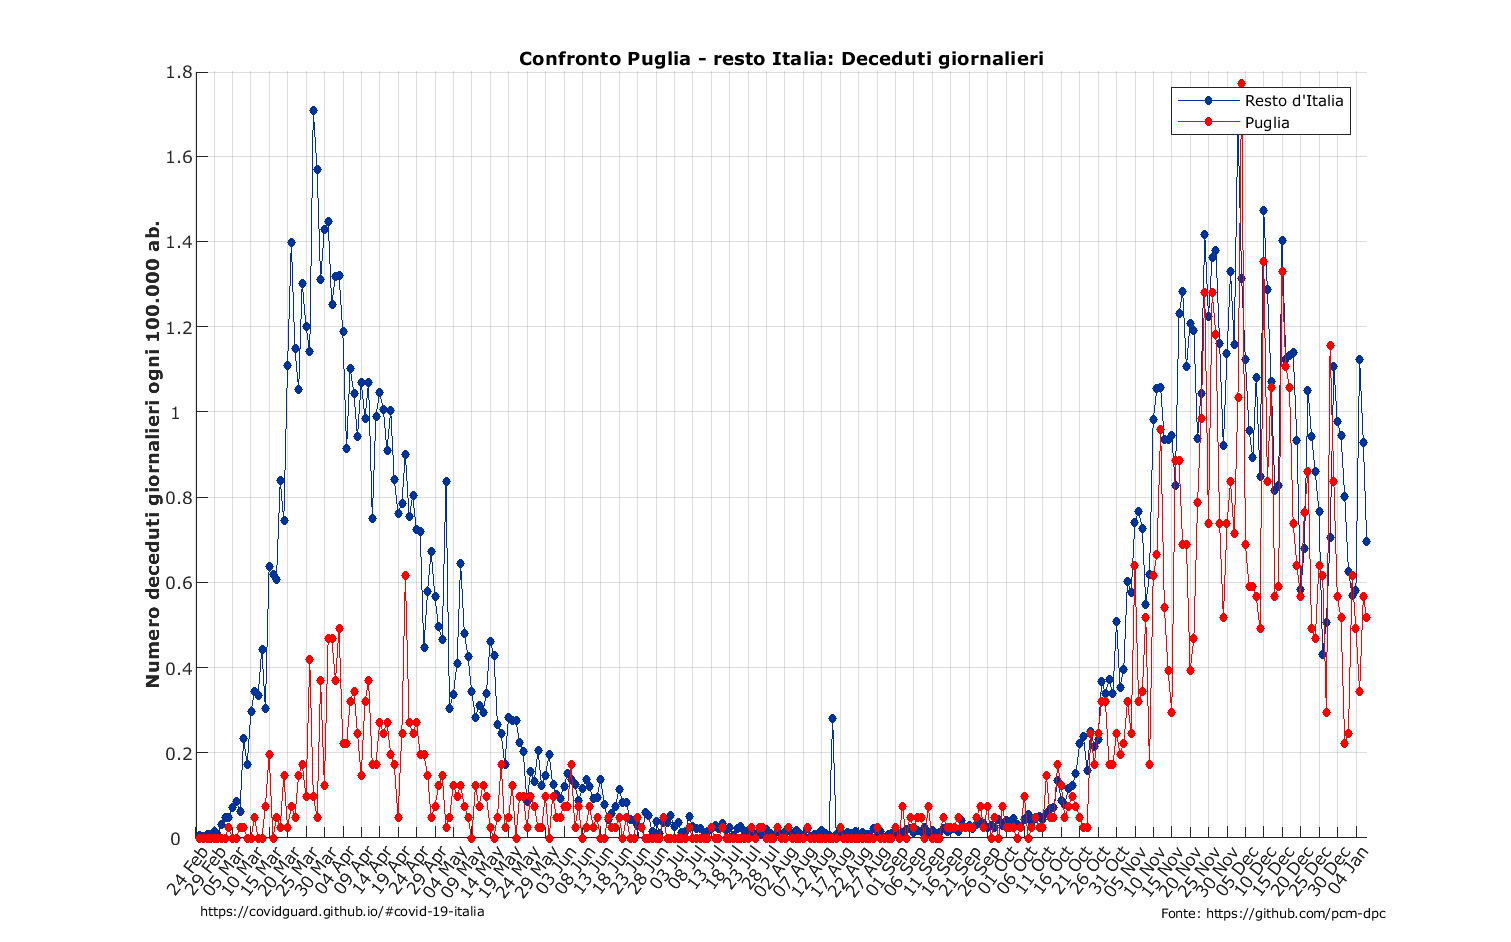 Confronto Puglia - resto Italia: Deceduti giornalieri
Numero deceduti giornalieri ogni 100.000 ab.
1.8
1.6
1.4
1.2
1
0.8
0.6
0.4
0.2
0
Resto d'Italia
Puglia
24 Feb
29 Feb
05 Mar
10 Mar
15 Mar
20 Mar
25 Mar
30 Mar
04 Apr
09 Apr
14 Apr
19 Apr
24 Apr
29 Apr
04 May
09 May
14 May
19 May
24 May
29 May
03 Jun
08 Jun
13 Jun
18 Jun
23 Jun
28 Jun
03 Jul
08 Jul
13 Jul
18 Jul
23 Jul
28 Jul
02 Aug
07 Aug
12 Aug
17 Aug
22 Aug
27 Aug
01 Sep
06 Sep
11 Sep
16 Sep
21 Sep
26 Sep
01 Oct
06 Oct
11 Oct
16 Oct
21 Oct
26 Oct
31 Oct
05 Nov
10 Nov
15 Nov
20 Nov
25 Nov
30 Nov
05 Dec
10 Dec
15 Dec
20 Dec
25 Dec
30 Dec
04 Jan
https://covidguard.github.io/#covid-19-italia
Fonte: https://github.com/pcm-dpc